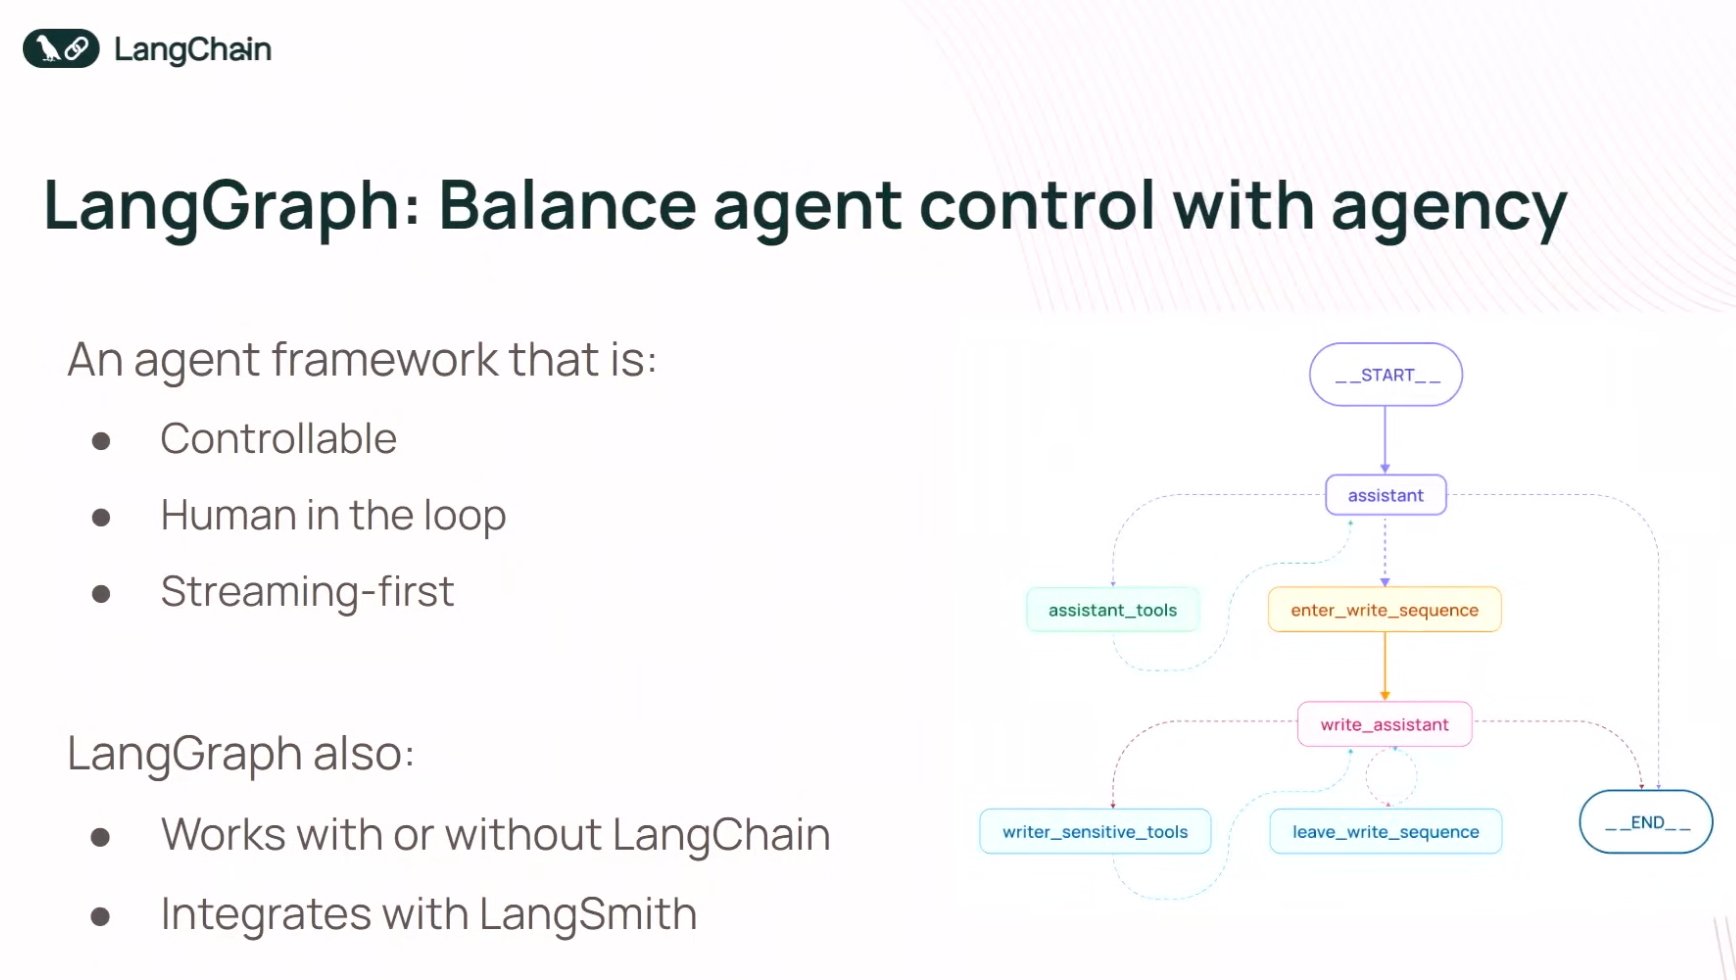 LangChain
LangGraph: Balance agent control with agency
An agent framework that is:
● Controllable
● Human in the loop
● Streaming-first
LangGraph also:
● Works with or without LangChain
● Integrates with LangSmith
__START__
assistant
assistant_tools
enter_write_sequence
write_assistant
writer_sensitive_tools
leave_write_sequence
__END__